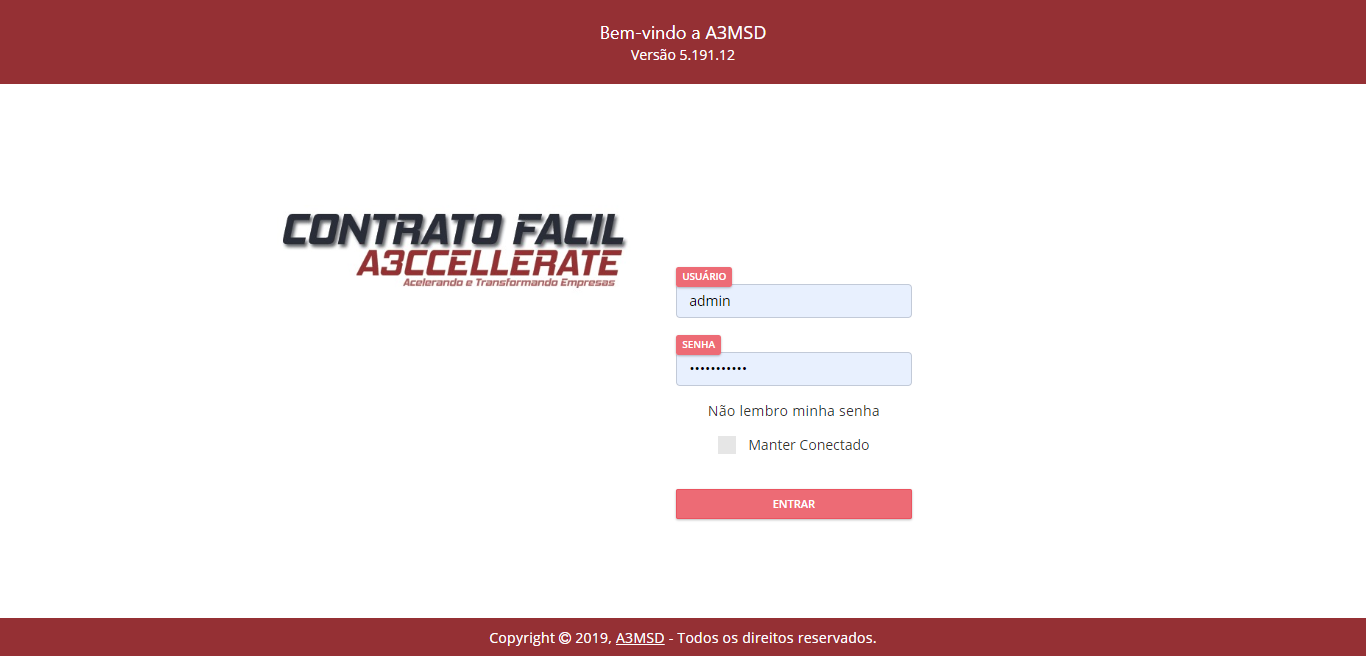 Bem-vindo a A3MSD
Versão 5.191.12
CONTRATO FACIL
A3CCELLERATE
Acelerando e Transformando Empresas
USUÁRIO
admin
SENHA
•••••••••••
Não lembro minha senha
Manter Conectado
ENTRAR
Copyright © 2019, A3MSD - Todos os direitos reservados.